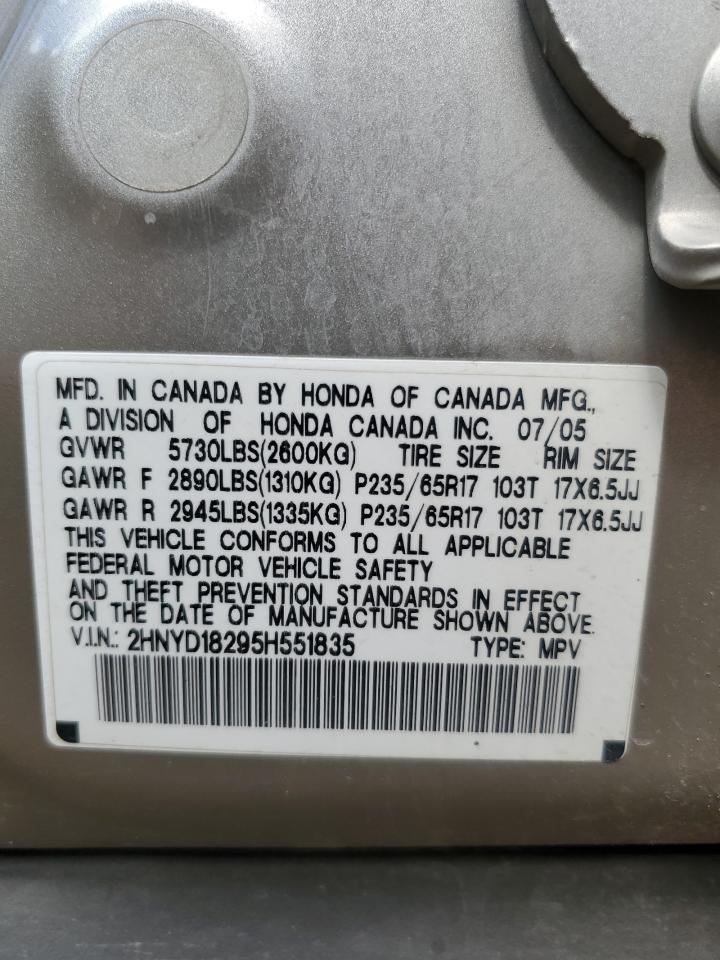 MFD. IN CANADA BY HONDA OF CANADA MFG.,
A DIVISION OF HONDA CANADA INC. 07/05
GVWR 5730LBS(2600KG) TIRE SIZE RIM SIZE
GAWR F 2890LBS(1310KG) P235/65R17 103T 17X6.5JJ
GAWR R 2945LBS(1335KG) P235/65R17 103T 17X6.5JJ
THIS VEHICLE CONFORMS TO ALL APPLICABLE
FEDERAL MOTOR VEHICLE SAFETY
AND THEFT PREVENTION STANDARDS IN EFFECT
ON THE DATE OF MANUFACTURE SHOWN ABOVE.
V.I.N.: 2HNYD18295H551835 TYPE: MPV